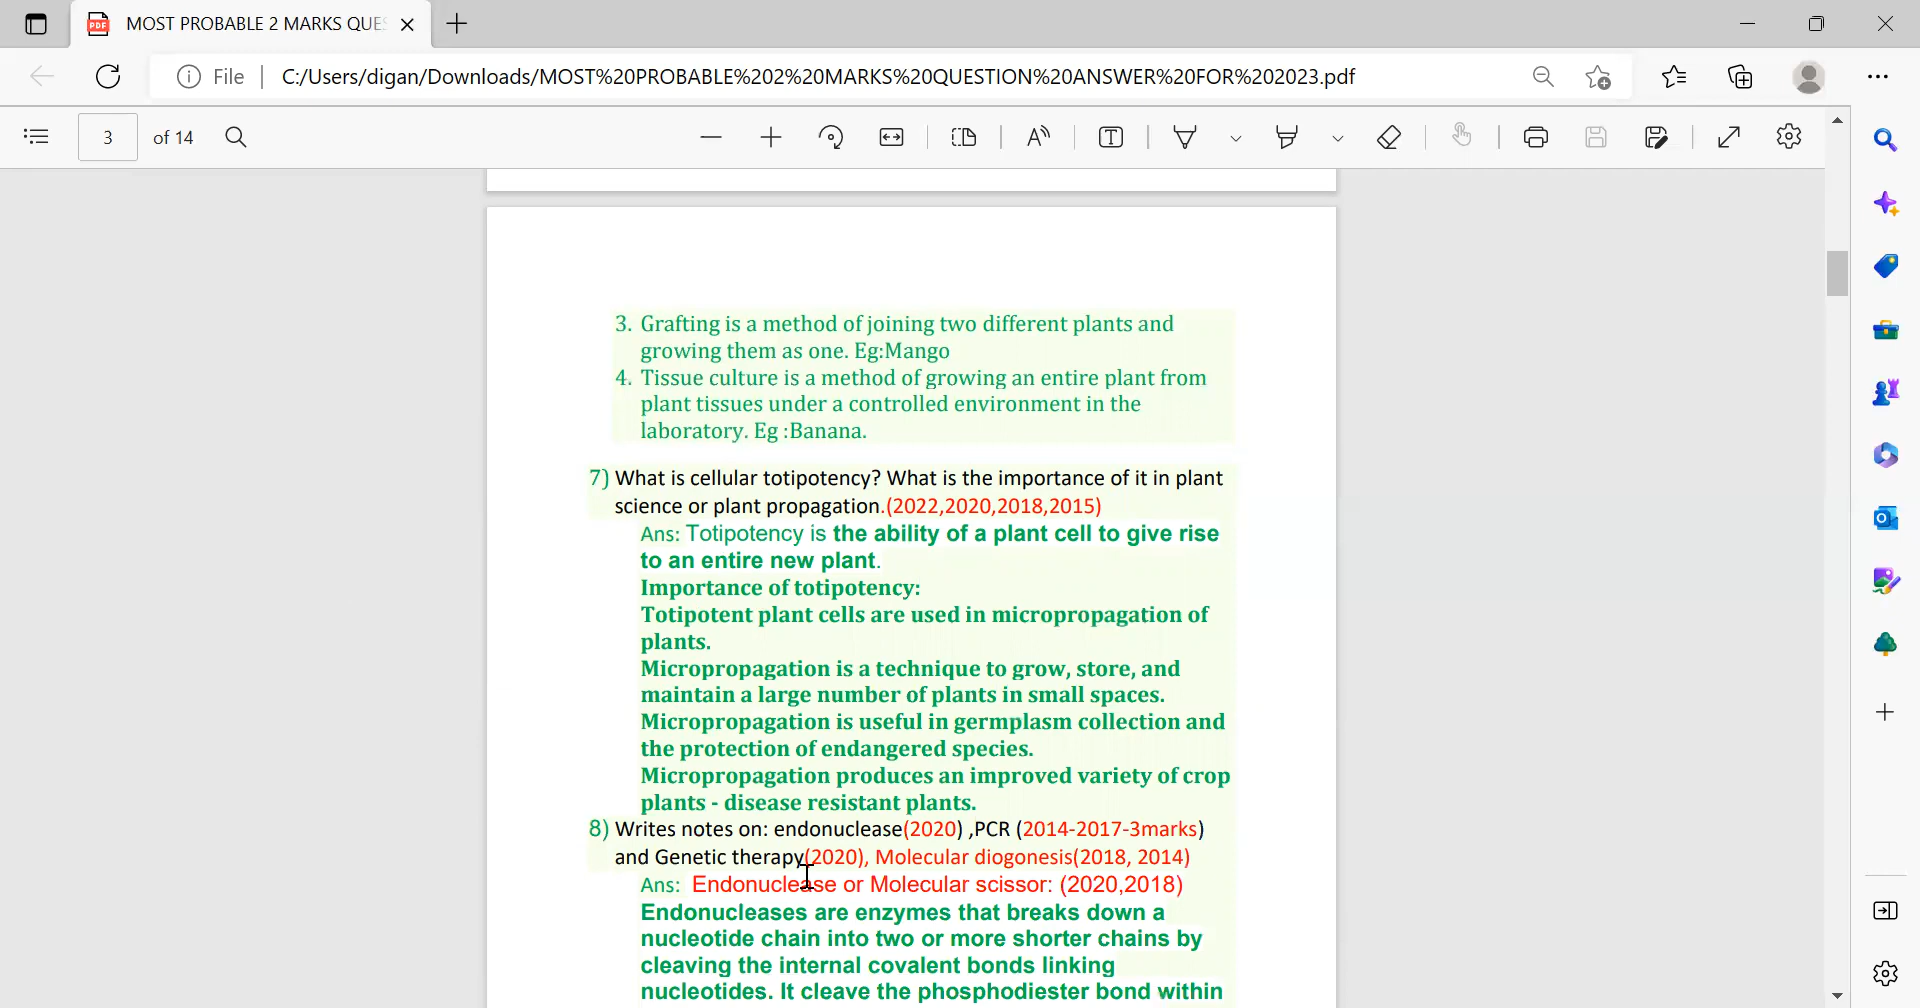 MOST PROBABLE 2 MARKS QUE
File
C:/Users/digan/Downloads/MOST%20PROBABLE%202%20MARKS%20QUESTION%20ANSWER%20FOR%202023.pdf
3 of 14
3. Grafting is a method of joining two different plants and
growing them as one. Eg:Mango
4. Tissue culture is a method of growing an entire plant from
plant tissues under a controlled environment in the
laboratory. Eg :Banana.
7) What is cellular totipotency? What is the importance of it in plant
science or plant propagation.(2022,2020,2018,2015)
Ans: Totipotency is the ability of a plant cell to give rise
to an entire new plant.
Importance of totipotency:
Totipotent plant cells are used in micropropagation of
plants.
Micropropagation is a technique to grow, store, and
maintain a large number of plants in small spaces.
Micropropagation is useful in germplasm collection and
the protection of endangered species.
Micropropagation produces an improved variety of crop
plants - disease resistant plants.
8) Writes notes on: endonuclease(2020) ,PCR (2014-2017-3marks)
and Genetic therapy(2020), Molecular diogonesis(2018, 2014)
Ans: Endonuclease or Molecular scissor: (2020,2018)
Endonucleases are enzymes that breaks down a
nucleotide chain into two or more shorter chains by
cleaving the internal covalent bonds linking
nucleotides. It cleave the phosphodiester bond within